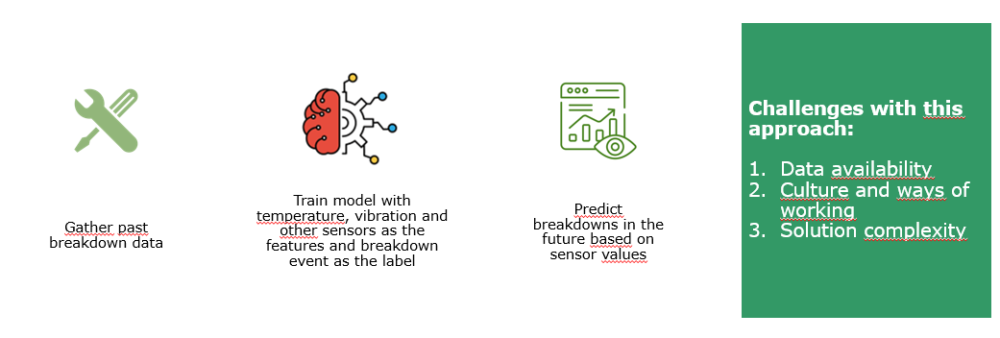 Gather past
breakdown data
Train model with
temperature, vibration and
other sensors as the
features and breakdown
event as the label
Predict
breakdowns in the
future based on
sensor values
Challenges with this
approach:
1. Data availability
2. Culture and ways of
working
3. Solution complexity